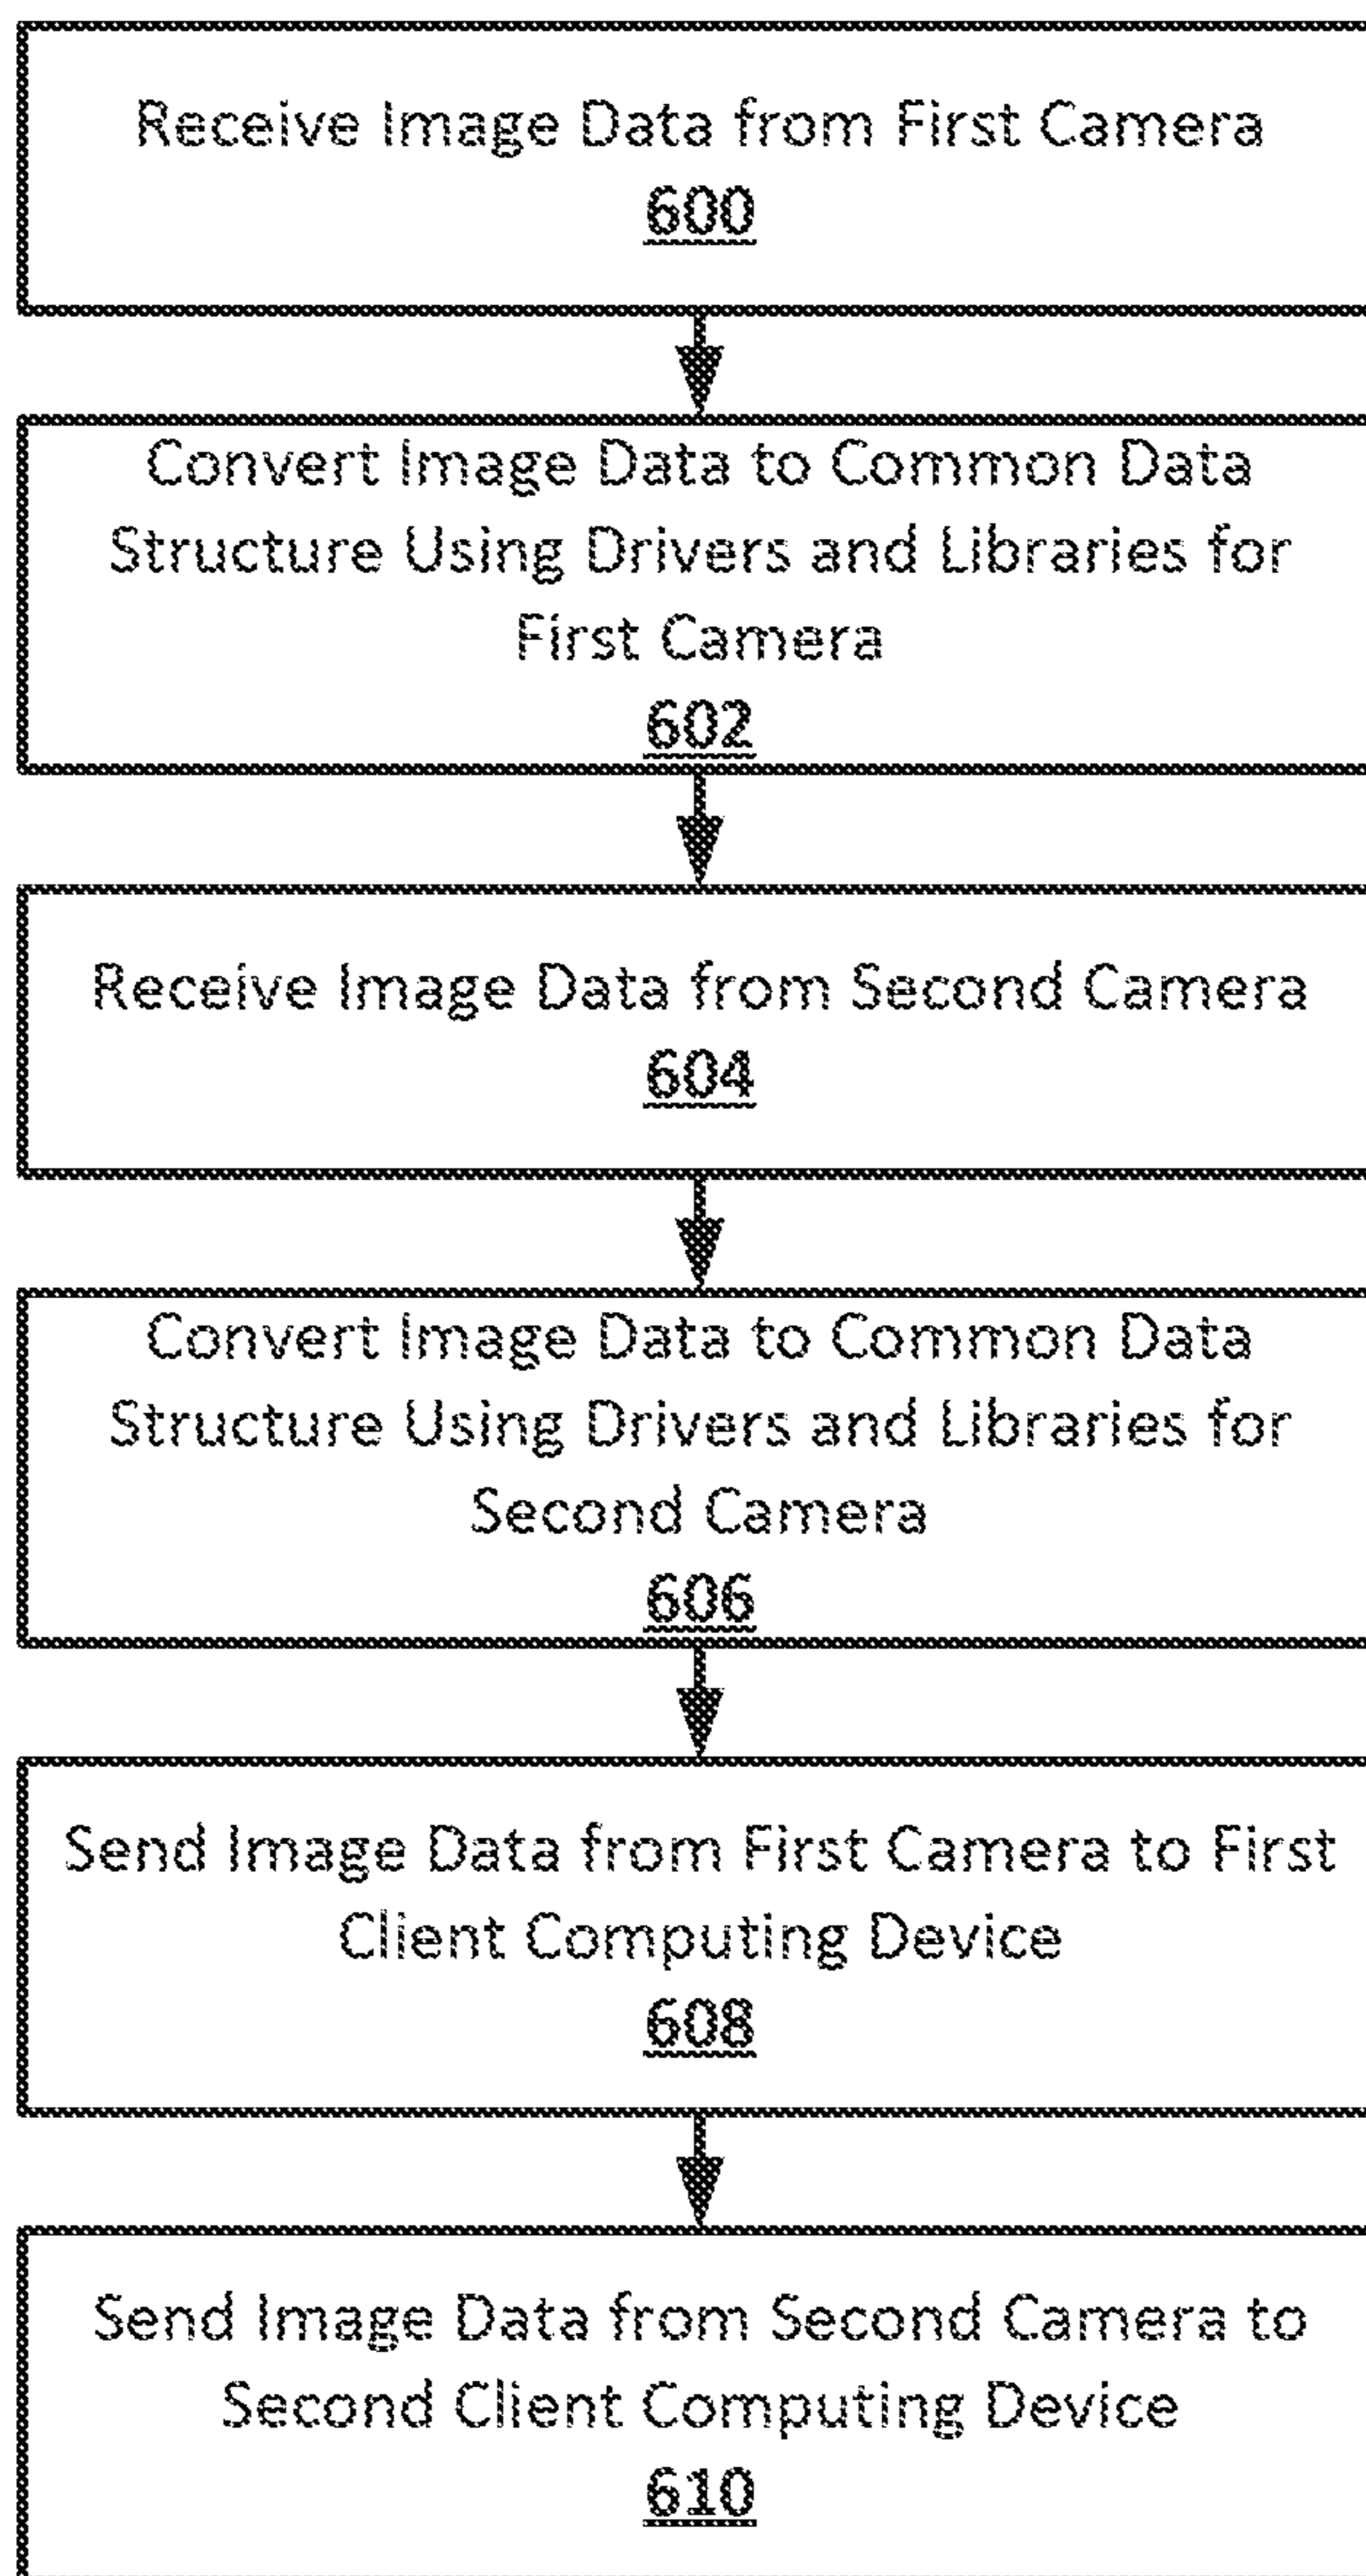 Receive Image Data from First Camera
600
Convert Image Data to Common Data
Structure Using Drivers and Libraries for
First Camera
602
Receive Image Data from Second Camera
604
Convert Image Data to Common Data
Structure Using Drivers and Libraries for
Second Camera
606
Send Image Data from First Camera to First
Client Computing Device
608
Send Image Data from Second Camera to
Second Client Computing Device
610